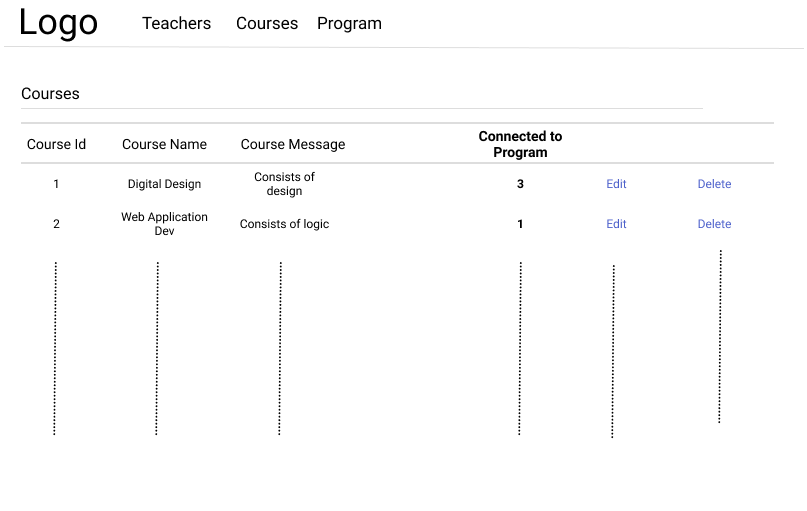 Logo Teachers Courses Program
Courses
Course Id Course Name Course Message Connected to
Program
1 Digital Design Consists of
design 3 Edit Delete
2 Web Application
Dev Consists of logic 1 Edit Delete